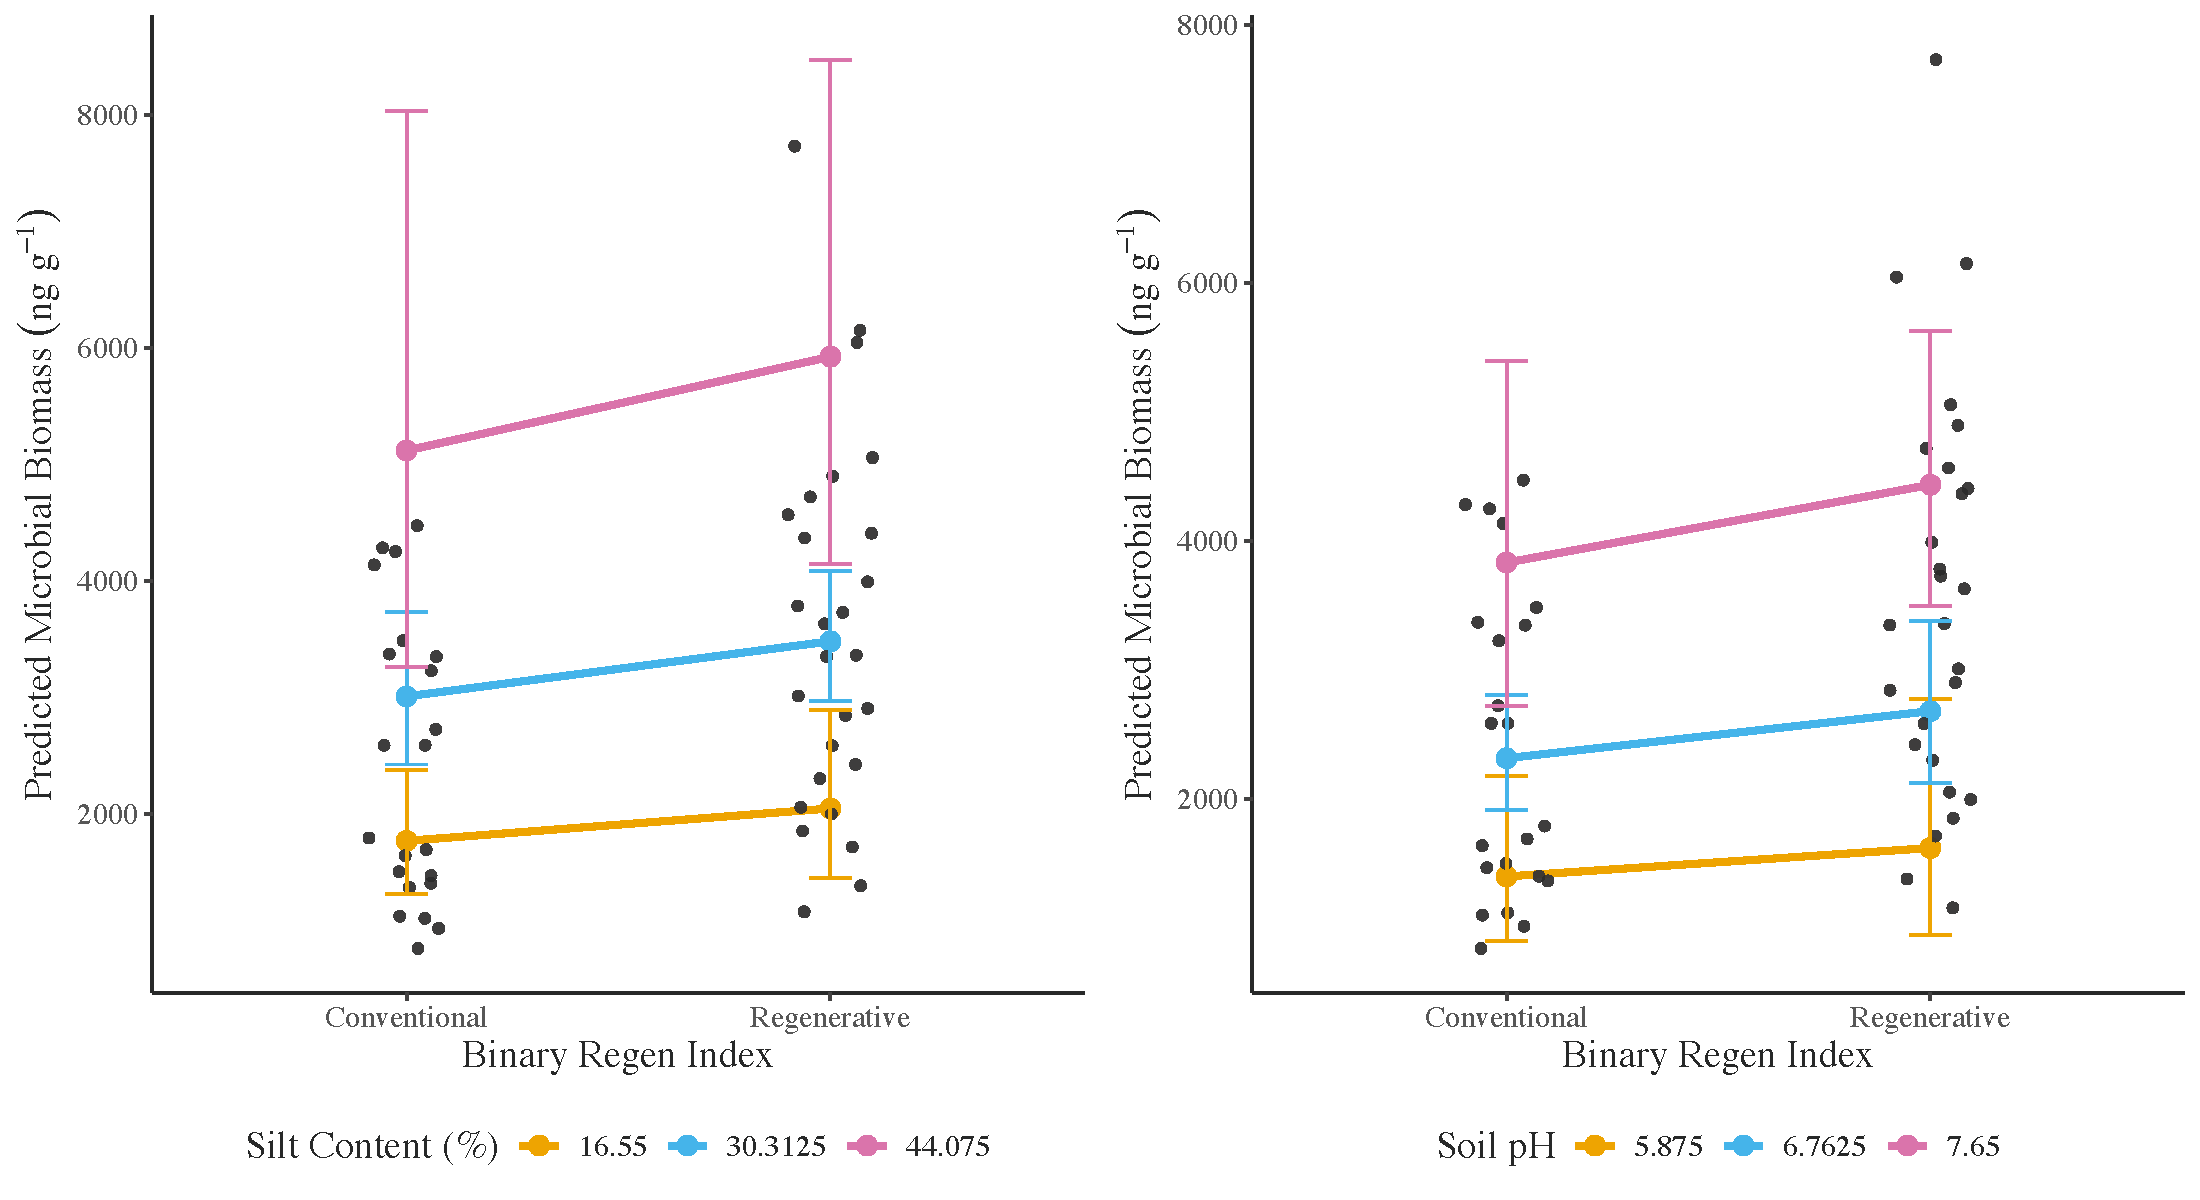 Predicted Microbial Biomass (ng g⁻¹)
8000
6000
4000
2000
Conventional Regenerative
Binary Regen Index
Silt Content (%) 16.55 30.3125 44.075
Predicted Microbial Biomass (ng g⁻¹)
8000
6000
4000
2000
Conventional Regenerative
Binary Regen Index
Soil pH 5.875 6.7625 7.65